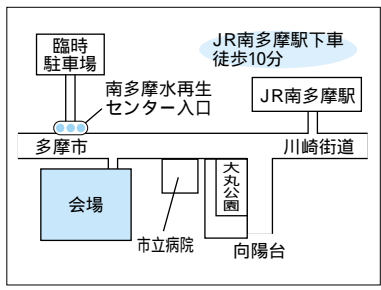 臨時
駐車場
JR南多摩駅下車
徒歩10分
南多摩水再生
センター入口
JR南多摩駅
多摩市
川崎街道
会場
大丸公園
市立病院
向陽台